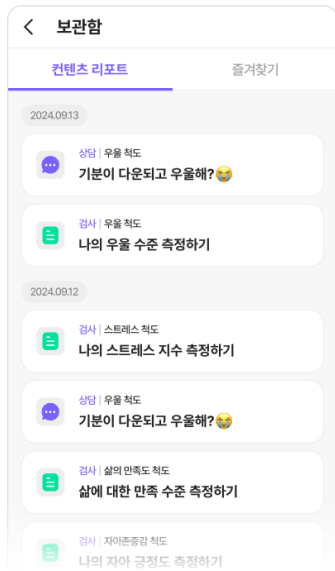 보관함
컨텐츠 리포트 즐겨찾기
2024.09.13
상담 | 우울 척도
기분이 다운되고 우울해?😭
검사 | 우울 척도
나의 우울 수준 측정하기
2024.09.12
검사 | 스트레스 척도
나의 스트레스 지수 측정하기
상담 | 우울 척도
기분이 다운되고 우울해?😭
검사 | 삶의 만족도 척도
삶에 대한 만족 수준 측정하기
검사 | 자아존중감 척도
나의 자아 긍정도 측정하기